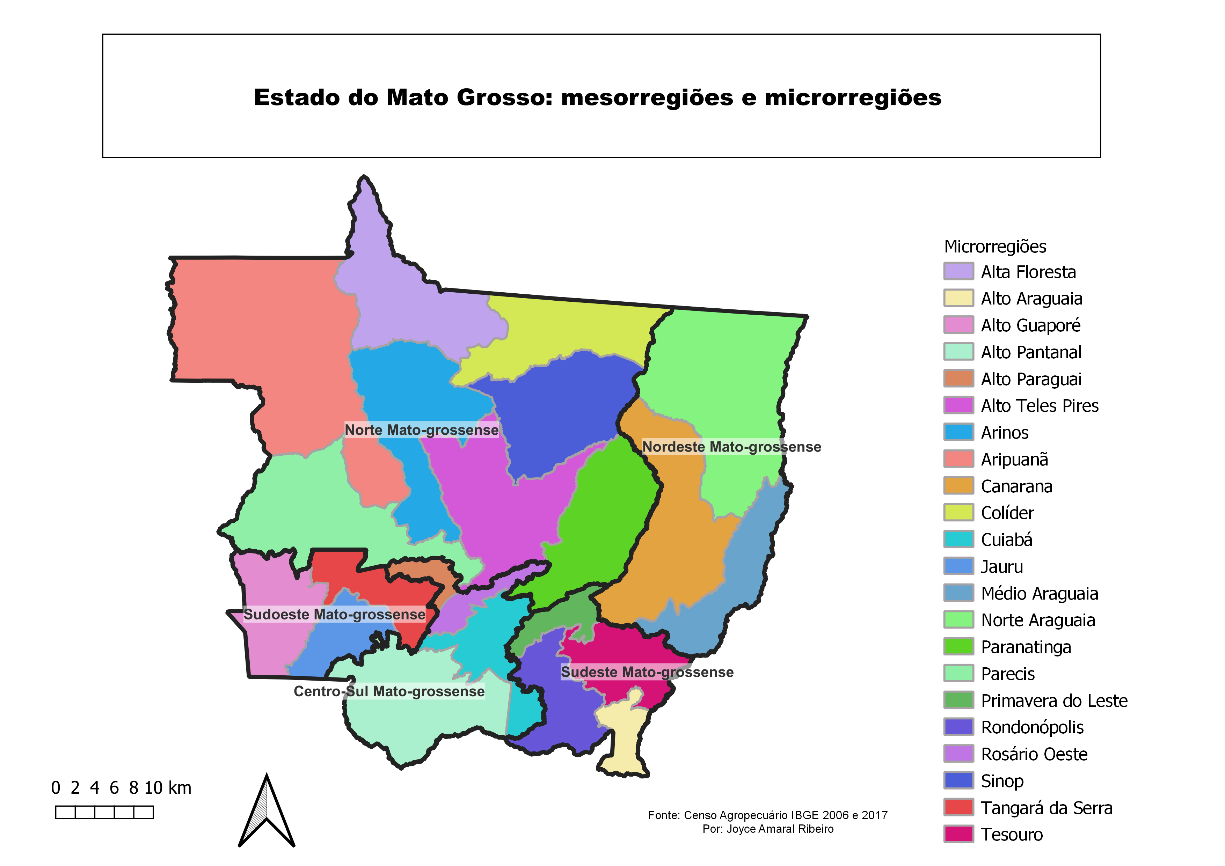 Estado do Mato Grosso: mesorregiões e microrregiões
Norte Mato-grossense
Nordeste Mato-grossense
Sudoeste Mato-grossense
Sudeste Mato-grossense
Centro-Sul Mato-grossense
Microrregiões
Alta Floresta
Alto Araguaia
Alto Guaporé
Alto Pantanal
Alto Paraguai
Alto Teles Pires
Arinos
Aripuanã
Canarana
Colíder
Cuiabá
Jauru
Médio Araguaia
Norte Araguaia
Paranatinga
Parecis
Primavera do Leste
Rondonópolis
Rosário Oeste
Sinop
Tangará da Serra
Tesouro
0 2 4 6 8 10 km
Fonte: Censo Agropecuário IBGE 2006 e 2017
Por: Joyce Amaral Ribeiro